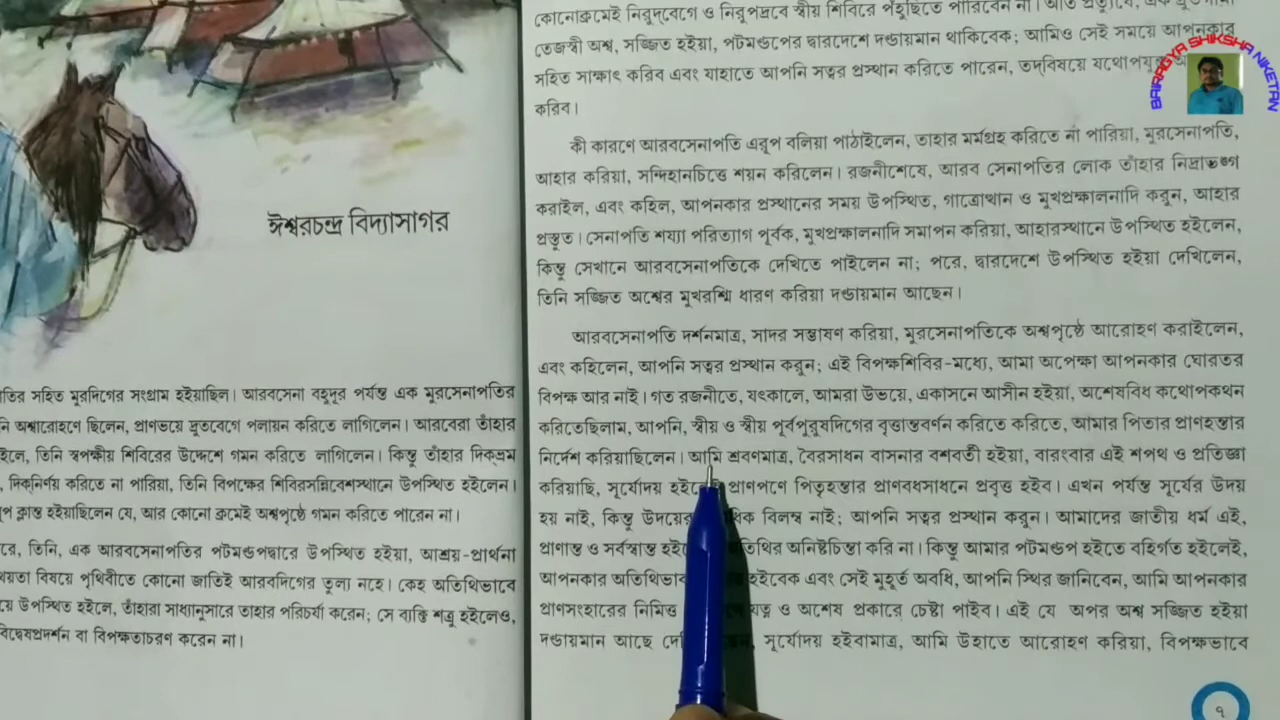 ঈশ্বরচন্দ্র বিদ্যাসাগর
তির সহিত মুরদিগের সংগ্রাম হইয়াছিল। আরবসেনা বহুদূর পর্যন্ত এক মুরসেনাপতির
নি অশ্বারোহণে ছিলেন, প্রাণভয়ে দ্রুতবেগে পলায়ন করিতে লাগিলেন। আরবেরা তাঁহার
ইলে, তিনি স্বপক্ষীয় শিবিরের উদ্দেশে গমন করিতে লাগিলেন। কিন্তু তাঁহার দিক্‌ভ্রম
, দিক্‌নির্ণয় করিতে না পারিয়া, তিনি বিপক্ষের শিবিরসন্নিবেশস্থানে উপস্থিত হইলেন।
প ক্লান্ত হইয়াছিলেন যে, আর কোনো ক্রমেই অশ্বপৃষ্ঠে গমন করিতে পারেন না।
রে, তিনি, এক আরবসেনাপতির পটমণ্ডপদ্বারে উপস্থিত হইয়া, আশ্রয়-প্রার্থনা
থেয়তা বিষয়ে পৃথিবীতে কোনো জাতিই আরবদিগের তুল্য নহে। কেহ অতিথিভাবে
য়ে উপস্থিত হইলে, তাঁহারা সাধ্যানুসারে তাহার পরিচর্যা করেন; সে ব্যক্তি শত্রু হইলেও,
বিদ্বেষপ্রদর্শন বা বিপক্ষতাচরণ করেন না।
কোনোক্রমেই নিরুদ্‌বেগে ও নিরুপদ্রবে স্বীয় শিবিরে পঁহুছিতে পারিবেন না। অতি প্রত্যুষে, এক
তেজস্বী অশ্ব, সজ্জিত হইয়া, পটমণ্ডপের দ্বারদেশে দণ্ডায়মান থাকিবেক; আমিও সেই সময়ে আপনকার
সহিত সাক্ষাৎ করিব এবং যাহাতে আপনি সত্বর প্রস্থান করিতে পারেন, তদ্‌বিষয়ে যথোপযুক্ত
করিব।
কী কারণে আরবসেনাপতি এরূপ বলিয়া পাঠাইলেন, তাহার মর্মগ্রহ করিতে না পারিয়া, মুরসেনাপতি,
আহার করিয়া, সন্দিহানচিত্তে শয়ন করিলেন। রজনীশেষে, আরব সেনাপতির লোক তাঁহার নিদ্রাভঙ্গ
করাইল, এবং কহিল, আপনকার প্রস্থানের সময় উপস্থিত, গাত্রোত্থান ও মুখপ্রক্ষালনাদি করুন, আহার
প্রস্তুত। সেনাপতি শয্যা পরিত্যাগ পূর্বক, মুখপ্রক্ষালনাদি সমাপন করিয়া, আহারস্থানে উপস্থিত হইলেন,
কিন্তু সেখানে আরবসেনাপতিকে দেখিতে পাইলেন না; পরে, দ্বারদেশে উপস্থিত হইয়া দেখিলেন,
তিনি সজ্জিত অশ্বের মুখরশ্মি ধারণ করিয়া দণ্ডায়মান আছেন।
আরবসেনাপতি দর্শনমাত্র, সাদর সম্ভাষণ করিয়া, মুরসেনাপতিকে অশ্বপৃষ্ঠে আরোহণ করাইলেন,
এবং কহিলেন, আপনি সত্বর প্রস্থান করুন; এই বিপক্ষশিবির-মধ্যে, আমা অপেক্ষা আপনকার ঘোরতর
বিপক্ষ আর নাই। গত রজনীতে, যৎকালে, আমরা উভয়ে, একাসনে আসীন হইয়া, অশেষবিধ কথোপকথন
করিতেছিলাম, আপনি, স্বীয় ও স্বীয় পূর্বপুরুষদিগের বৃত্তান্তবর্ণন করিতে করিতে, আমার পিতার প্রাণহন্তার
নির্দেশ করিয়াছিলেন। আমি শ্রবণমাত্র, বৈরসাধন বাসনার বশবর্তী হইয়া, বারংবার এই শপথ ও প্রতিজ্ঞা
করিয়াছি, সূর্যোদয় হই প্রাণপণে পিতৃহন্তার প্রাণবধসাধনে প্রবৃত্ত হইব। এখন পর্যন্ত সূর্যের উদয়
হয় নাই, কিন্তু উদয়ের ধিক বিলম্ব নাই; আপনি সত্বর প্রস্থান করুন। আমাদের জাতীয় ধর্ম এই,
প্রাণান্ত ও সর্বস্বান্ত হই তিথির অনিষ্টচিন্তা করি না। কিন্তু আমার পটমণ্ডপ হইতে বহির্গত হইলেই,
আপনকার অতিথিভাব হইবেক এবং সেই মুহূর্ত অবধি, আপনি স্থির জানিবেন, আমি আপনকার
প্রাণসংহারের নিমিত্ত যত্ন ও অশেষ প্রকারে চেষ্টা পাইব। এই যে অপর অশ্ব সজ্জিত হইয়া
দণ্ডায়মান আছে দে সূর্যোদয় হইবামাত্র, আমি উহাতে আরোহণ করিয়া, বিপক্ষভাবে
৭
BAIRAGYA SHIKSHA NIKETAN